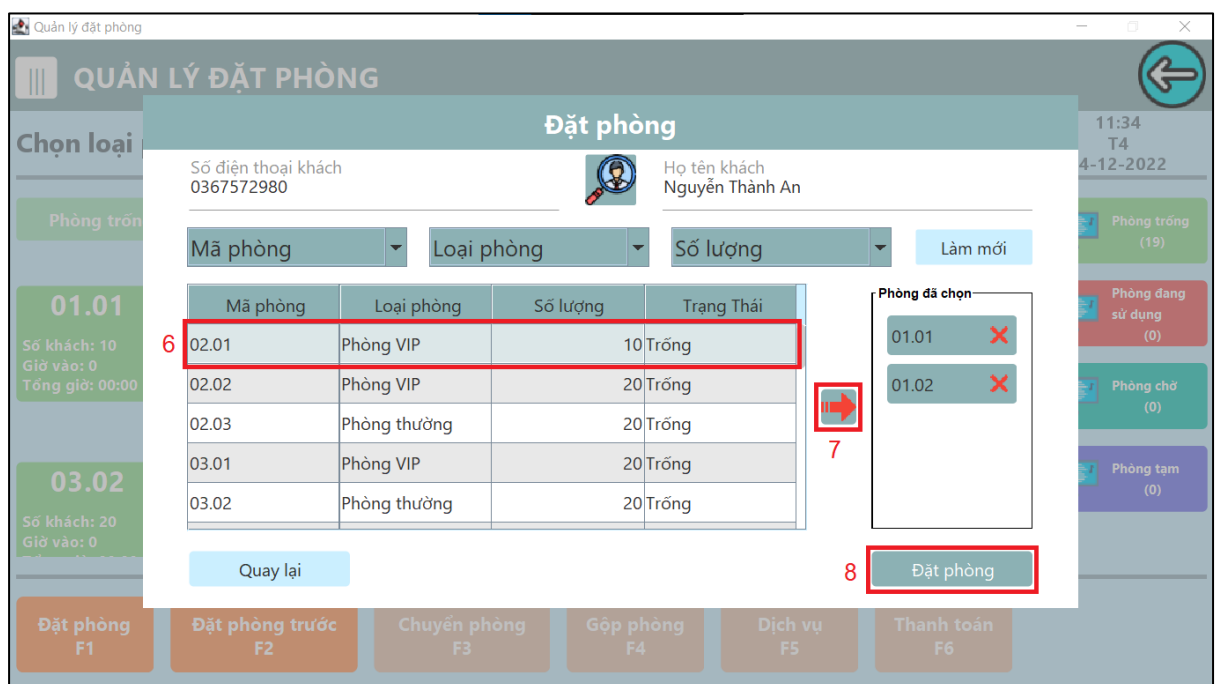 Quản lý đặt phòng
QUẢN LÝ ĐẶT PHÒNG
Đặt phòng
Chọn loại
11:34
T4
4-12-2022
Số điện thoại khách
0367572980
Họ tên khách
Nguyễn Thành An
Phòng trốn
Phòng trống
(19)
Mã phòng
Loại phòng
Số lượng
Làm mới
Mã phòng Loại phòng Số lượng Trạng Thái
6 02.01 Phòng VIP 10 Trống
02.02 Phòng VIP 20 Trống
02.03 Phòng thường 20 Trống
03.01 Phòng VIP 20 Trống
03.02 Phòng thường 20 Trống
7
Phòng đã chọn
01.01
01.02
01.01
Số khách: 10
Giờ vào: 0
Tổng giờ: 00:00
03.02
Số khách: 20
Giờ vào: 0
Phòng đang
sử dụng
(0)
Phòng chờ
(0)
Phòng tạm
(0)
Quay lại
8 Đặt phòng
Đặt phòng
F1
Đặt phòng trước
F2
Chuyển phòng
F3
Gộp phòng
F4
Dịch vụ
F5
Thanh toán
F6